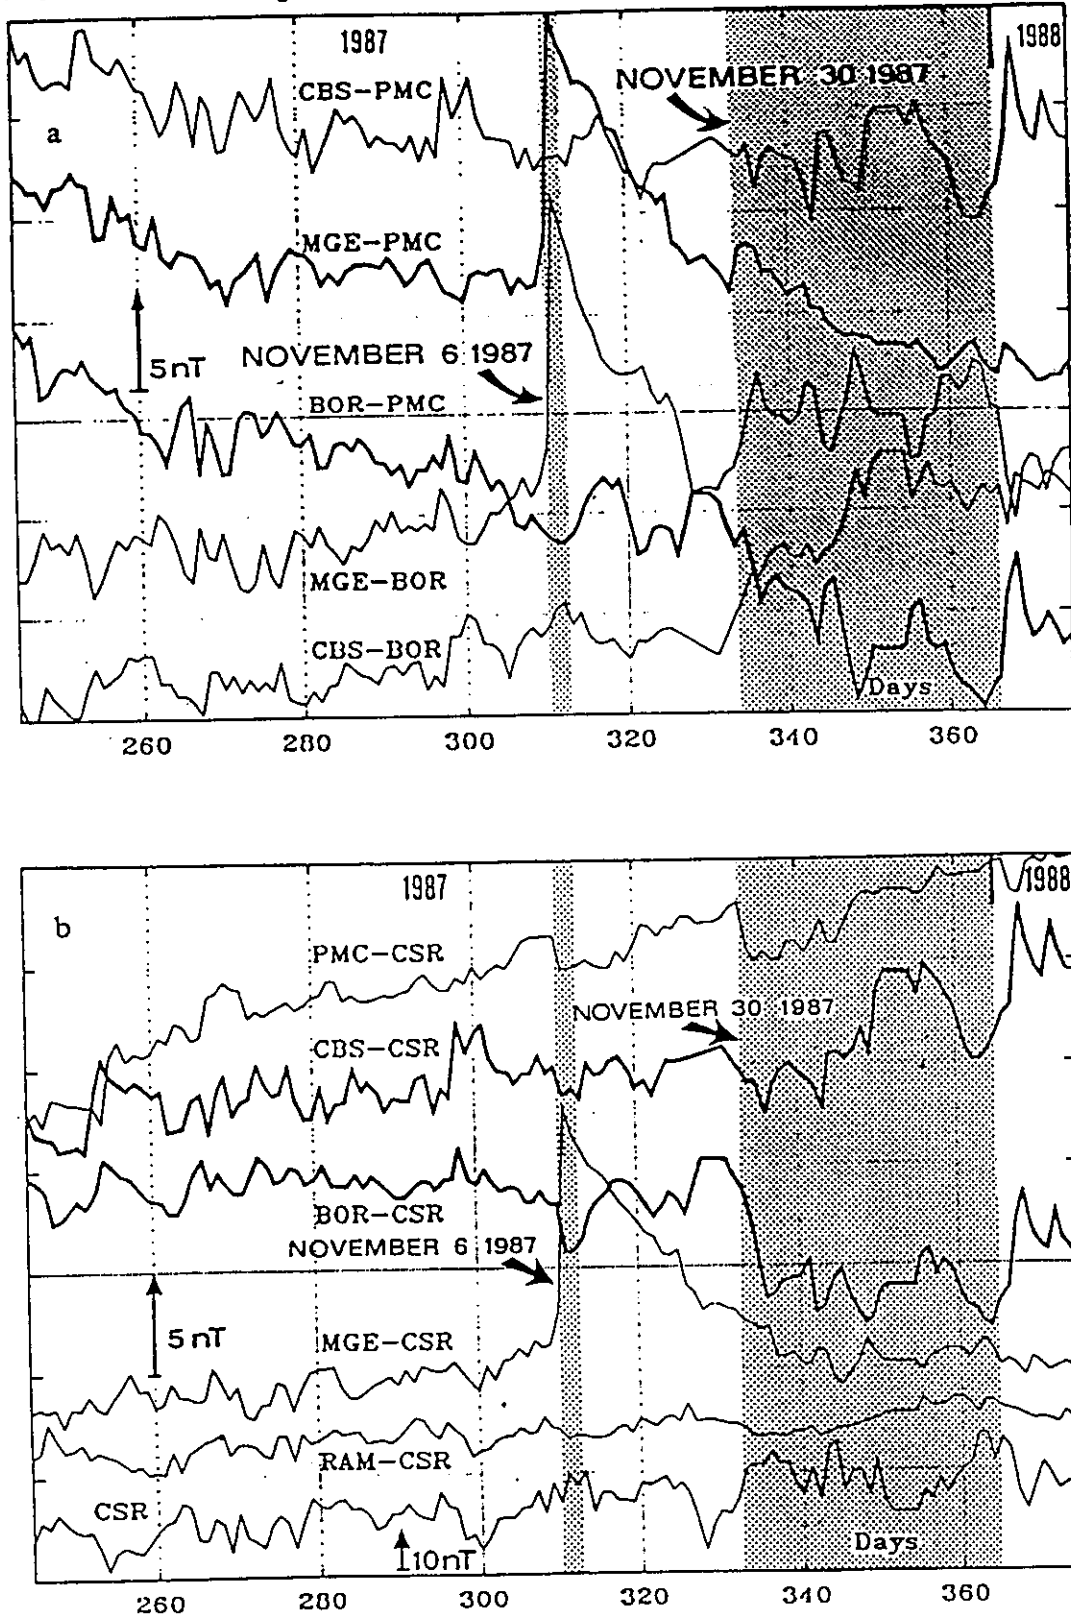 1987
1988
CBS-PMC
NOVEMBER 30 1987
a
MGE-PMC
5nT
NOVEMBER 6 1987
BOR-PMC
MGE-BOR
CBS-BOR
Days
260 280 300 320 340 360
1987
1988
b
PMC-CSR
NOVEMBER 30 1987
CBS-CSR
BOR-CSR
NOVEMBER 6 1987
5nT
MGE-CSR
RAM-CSR
CSR
Days
10nT
260 280 300 320 340 360